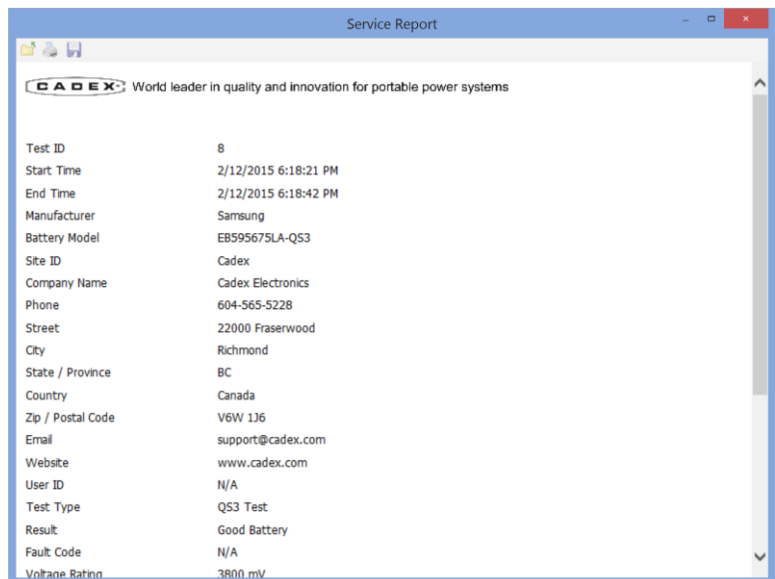 Service Report
CADEX World leader in quality and innovation for portable power systems
Test ID 8
Start Time 2/12/2015 6:18:21 PM
End Time 2/12/2015 6:18:42 PM
Manufacturer Samsung
Battery Model EB595675LA-QS3
Site ID Cadex
Company Name Cadex Electronics
Phone 604-565-5228
Street 22000 Fraserwood
City Richmond
State / Province BC
Country Canada
Zip / Postal Code V6W 1J6
Email support@cadex.com
Website www.cadex.com
User ID N/A
Test Type QS3 Test
Result Good Battery
Fault Code N/A
Voltage Rating 3800 mV